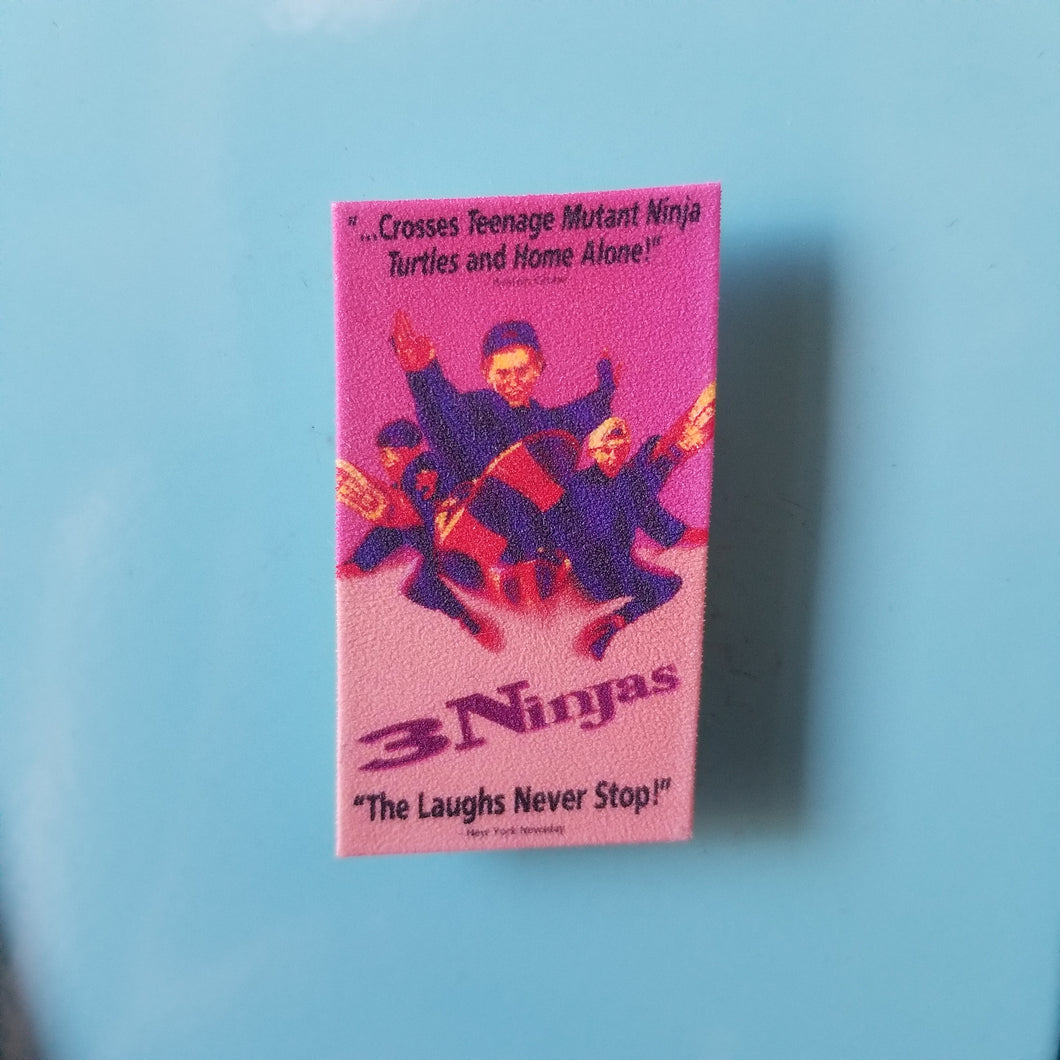 "...Crosses Teenage Mutant Ninja
Turtles and Home Alone!"
3 Ninjas
"The Laughs Never Stop!"
- New York Newsday